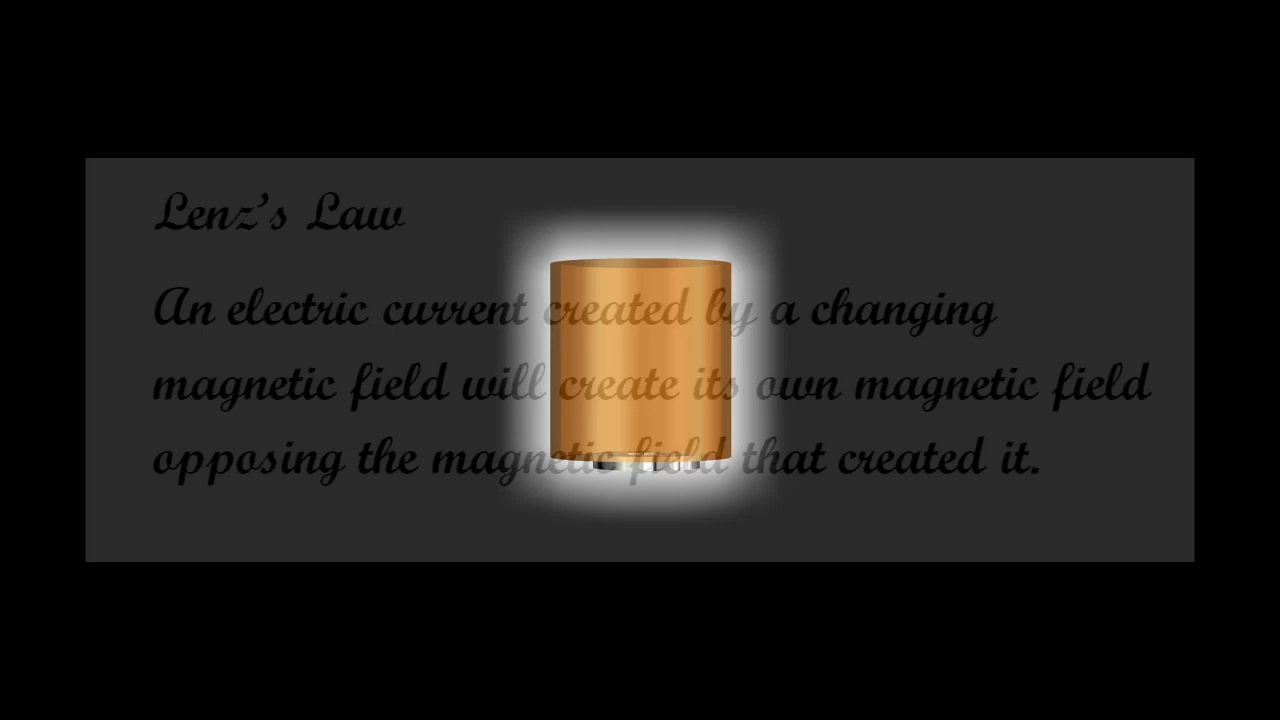 Lenz's Law
An electric current created by a changing
magnetic field will create its own magnetic field
opposing the magnetic field that created it.